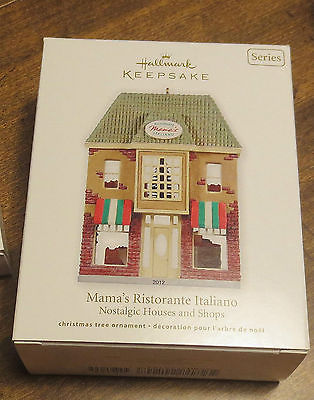 Hallmark
KEEPSAKE
Series
Mama's
2012
Mama's Ristorante Italiano
Nostalgic Houses and Shops
christmas tree ornament • décoration pour l'arbre de noël